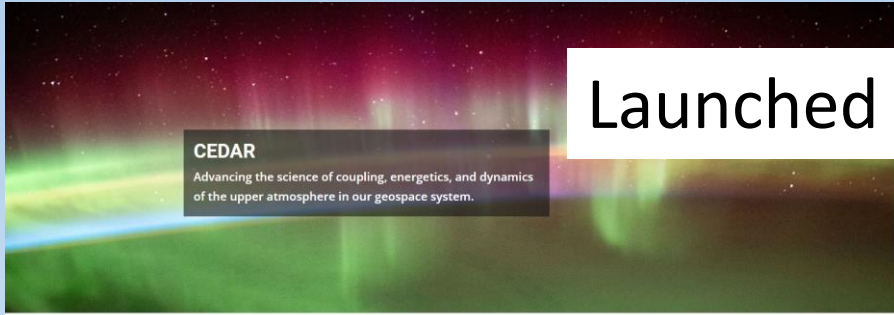 Launched
CEDAR
Advancing the science of coupling, energetics, and dynamics
of the upper atmosphere in our geospace system.